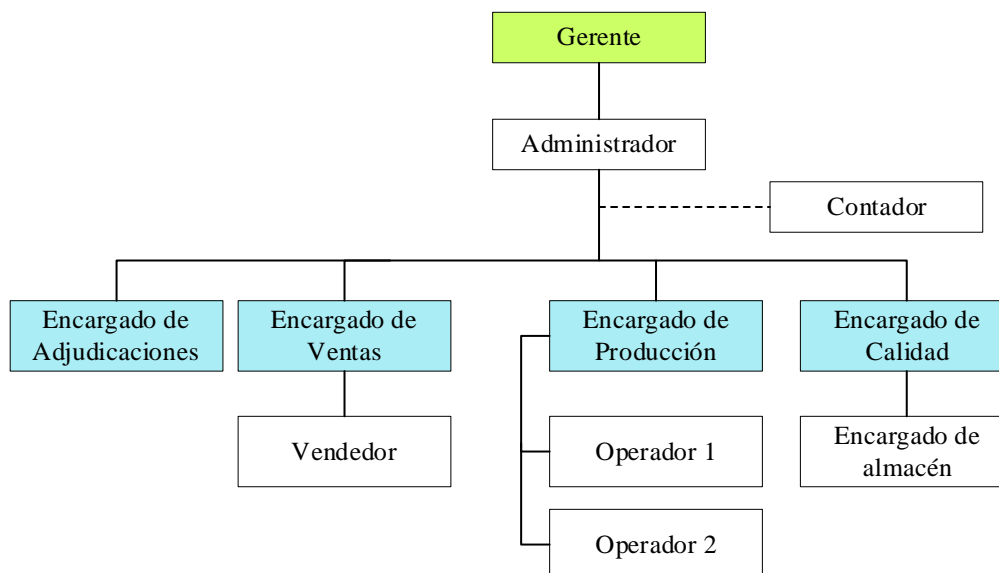 Gerente
Administrador
Contador
Encargado de
Adjudicaciones
Encargado de
Ventas
Encargado de
Producción
Encargado de
Calidad
Vendedor
Operador 1
Encargado de
almacén
Operador 2